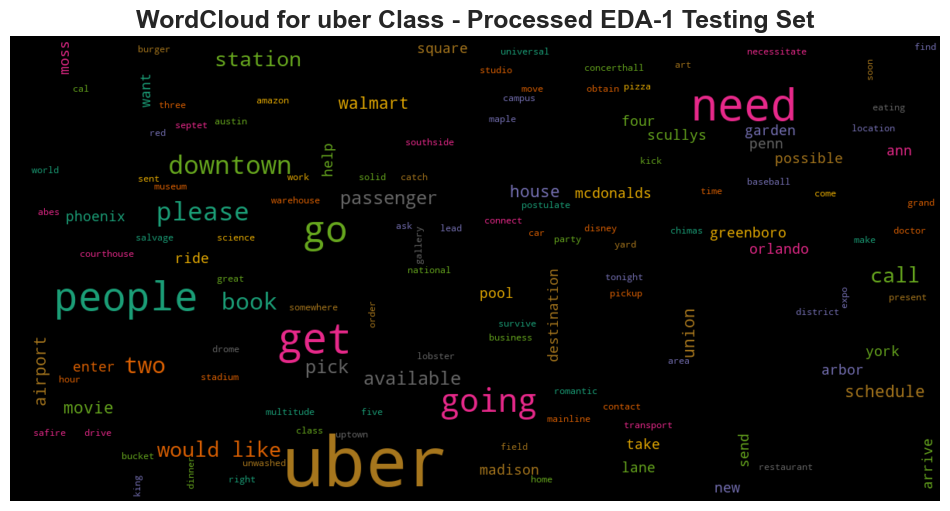 WordCloud for uber Class - Processed EDA-1 Testing Set
burger
moss
station
square
universal
necessitate
find
studio
concerthall
art
soon
cal
want
three
amazon
walmart
move
campus
obtain
pizza
need
eating
red
septet
austin
maple
four
scullys
garden
penn
location
southside
help
downtown
world
sent
museum
work
solid
catch
kick
possible
ann
baseball
abes
phoenix
please
warehouse
passenger
house
postulate
mcdonalds
time
come
grand
go
ask
gallery
lead
connect
car
disney
party
yard
greenboro
chimas
make
doctor
salvage
science
courthouse
ride
orlando
national
great
people
book
somewhere
order
pool
destination
tonight
pickup
call
expo
present
district
survive
business
union
get
airport
enter
two
hour
drome
stadium
pick
lobster
available
area
york
arbor
schedule
movie
multitude
five
going
romantic
contact
mainline
safire
drive
class
uptown
transport
bucket
would like
unwashed
dinner
king
right
uber
field
madison
home
take
lane
send
restaurant
new
arrive